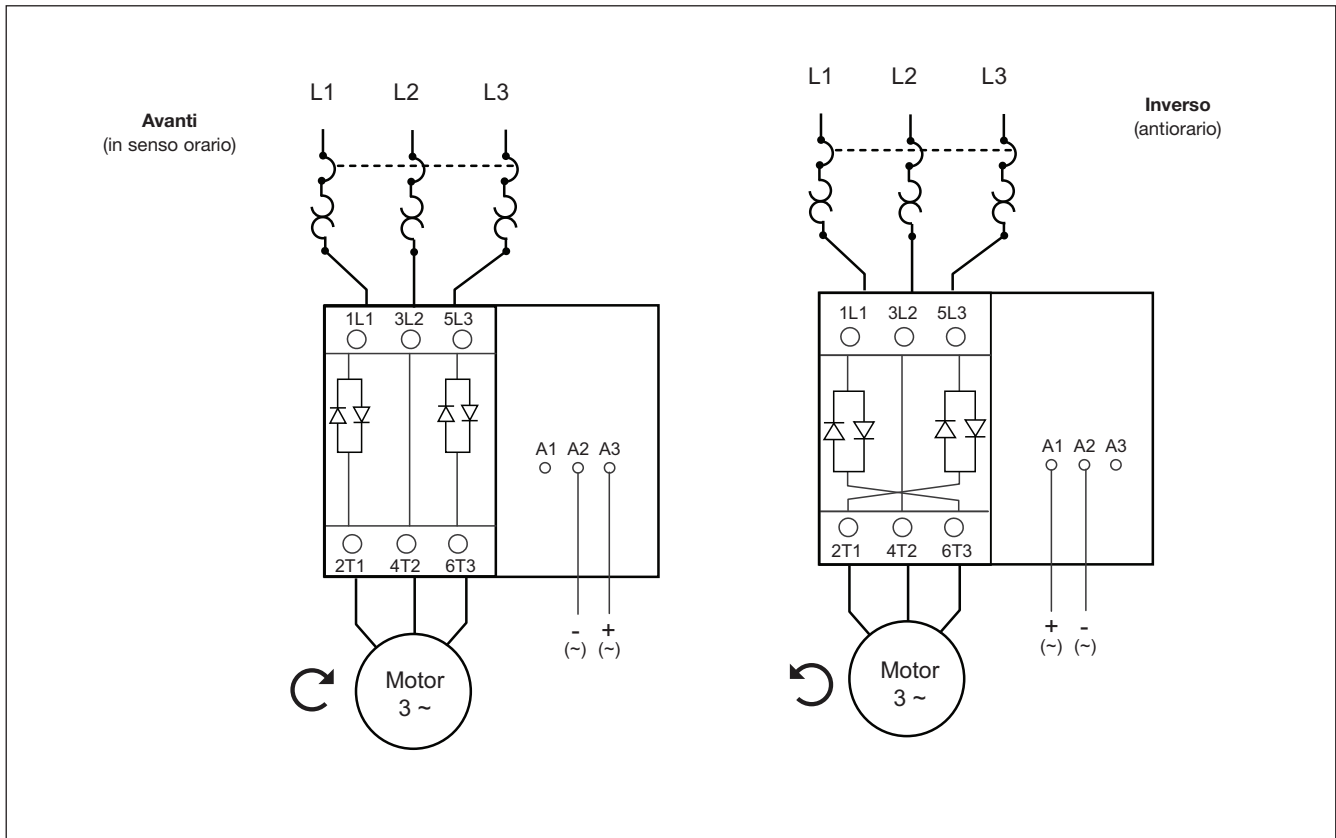 Avanti
(in senso orario)
L1 L2 L3
1L1 3L2 5L3
A1 A2 A3
2T1 4T2 6T3
- +
(~) (~)
Motor
3 ~
L1 L2 L3
Inverso
(antiorario)
1L1 3L2 5L3
A1 A2 A3
2T1 4T2 6T3
+ -
(~) (~)
Motor
3 ~